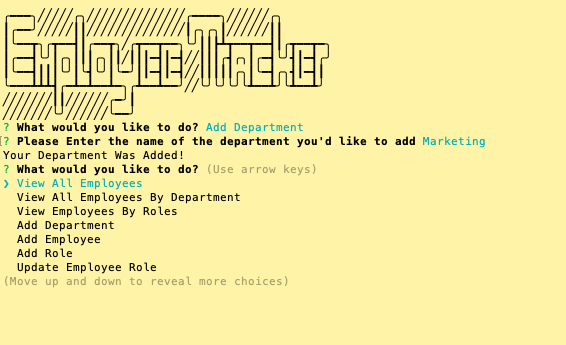 ? What would you like to do? Add Department
? Please Enter the name of the department you'd like to add Marketing
Your Department Was Added!
? What would you like to do? (Use arrow keys)
❯ View All Employees
View All Employees By Department
View Employees By Roles
Add Department
Add Employee
Add Role
Update Employee Role
(Move up and down to reveal more choices)